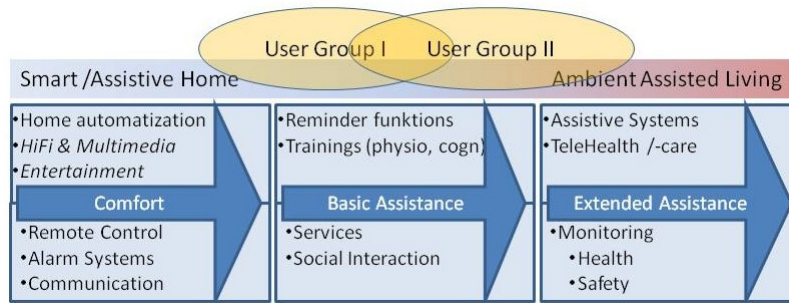 User Group I
User Group II
Smart /Assistive Home
Ambient Assisted Living
•Home automatization
•HiFi & Multimedia
•Entertainment
Comfort
•Remote Control
•Alarm Systems
•Communication
•Reminder funktions
•Trainings (physio, cogn)
Basic Assistance
•Services
•Social Interaction
•Assistive Systems
•TeleHealth /-care
Extended Assistance
•Monitoring
•Health
•Safety